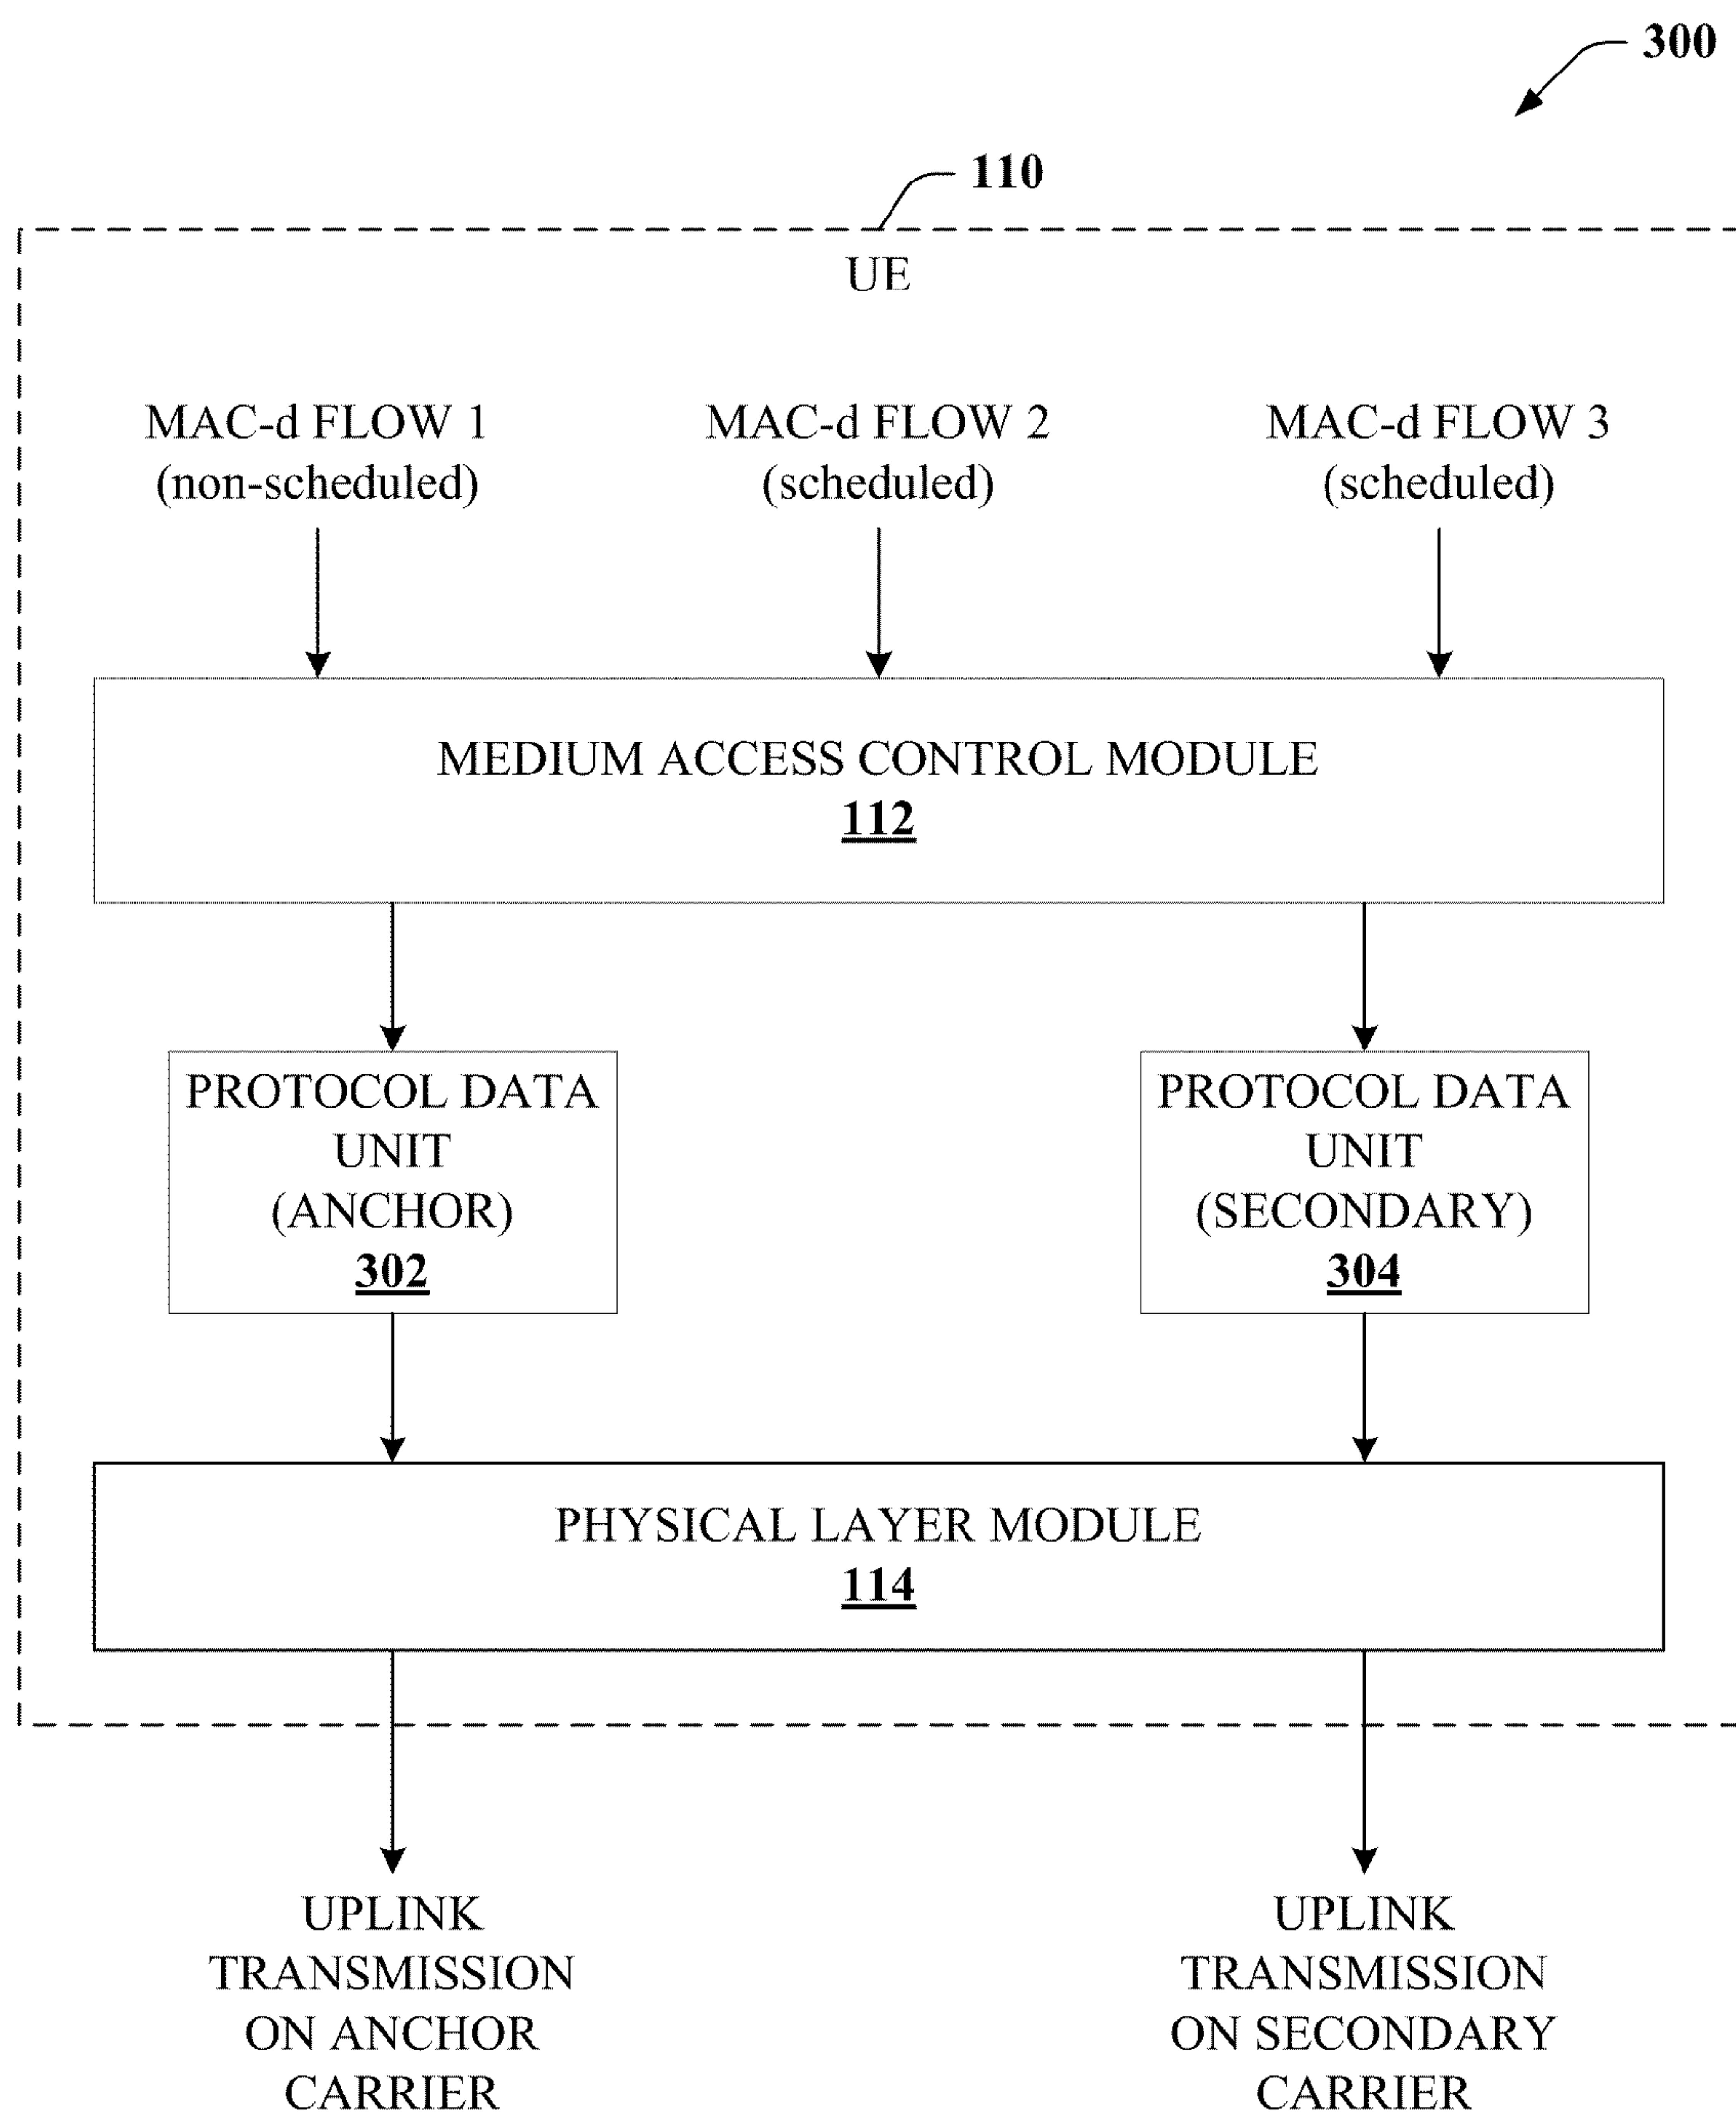 300
110
UE
MAC-d FLOW 1 MAC-d FLOW 2 MAC-d FLOW 3
(non-scheduled) (scheduled) (scheduled)
MEDIUM ACCESS CONTROL MODULE
112
PROTOCOL DATA
UNIT
(ANCHOR)
302
PROTOCOL DATA
UNIT
(SECONDARY)
304
PHYSICAL LAYER MODULE
114
UPLINK
TRANSMISSION
ON ANCHOR
CARRIER
UPLINK
TRANSMISSION
ON SECONDARY
CARRIER